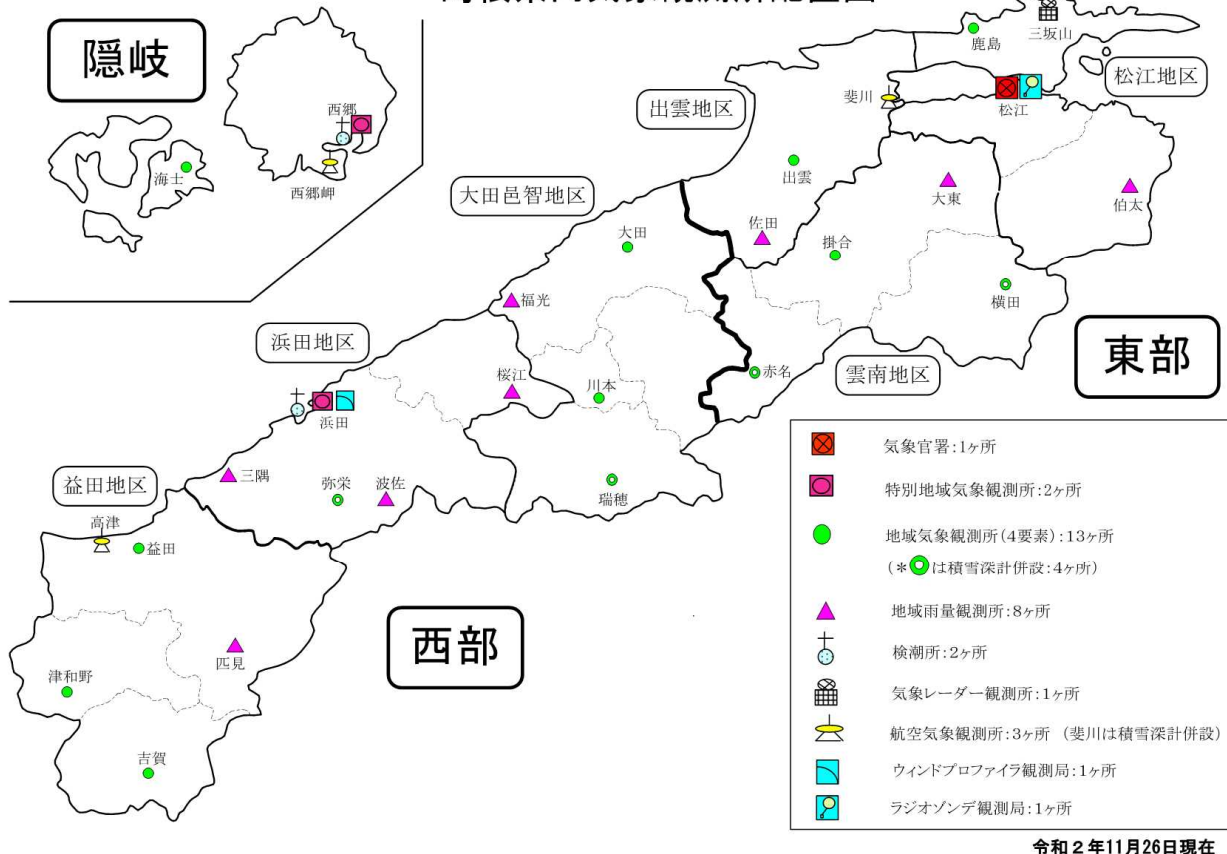 隠岐
西郷
海士
西郷岬
鹿島
三坂山
松江地区
斐川
松江
出雲地区
出雲
大東
伯太
大田邑智地区
大田
佐田
掛合
横田
福光
東部
浜田地区
桜江
川本
赤名
雲南地区
浜田
三隅
弥栄
波佐
瑞穂
益田地区
高津
益田
西部
匹見
津和野
吉賀
気象官署:1ヶ所
特別地域気象観測所:2ヶ所
地域気象観測所(4要素):13ヶ所
(*は積雪深計併設:4ヶ所)
地域雨量観測所:8ヶ所
検潮所:2ヶ所
気象レーダー観測所:1ヶ所
航空気象観測所:3ヶ所 (斐川は積雪深計併設)
ウィンドプロファイラ観測局:1ヶ所
ラジオゾンデ観測局:1ヶ所
令和2年11月26日現在